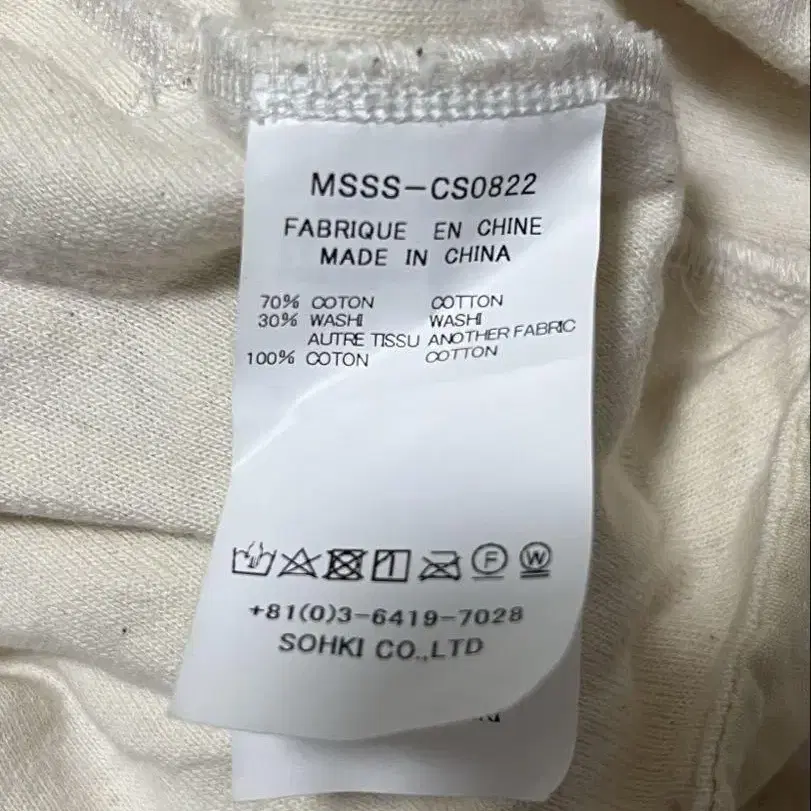 MSSS-CS0822
FABRIQUE EN CHINE
MADE IN CHINA
70% COTON COTTON
30% WASHI WASHI
AUTRE TISSU ANOTHER FABRIC
100% COTON COTTON
F W
+81(0)3-6419-7028
SOHKI CO.,LTD